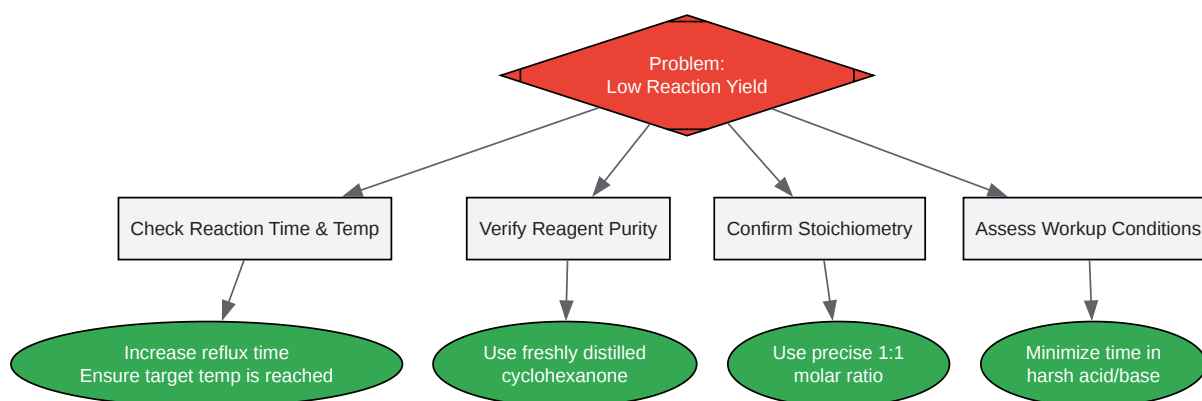 Problem:
Low Reaction Yield
Check Reaction Time & Temp
Verify Reagent Purity
Confirm Stoichiometry
Assess Workup Conditions
Increase reflux time
Ensure target temp is reached
Use freshly distilled
cyclohexanone
Use precise 1:1
molar ratio
Minimize time in
harsh acid/base